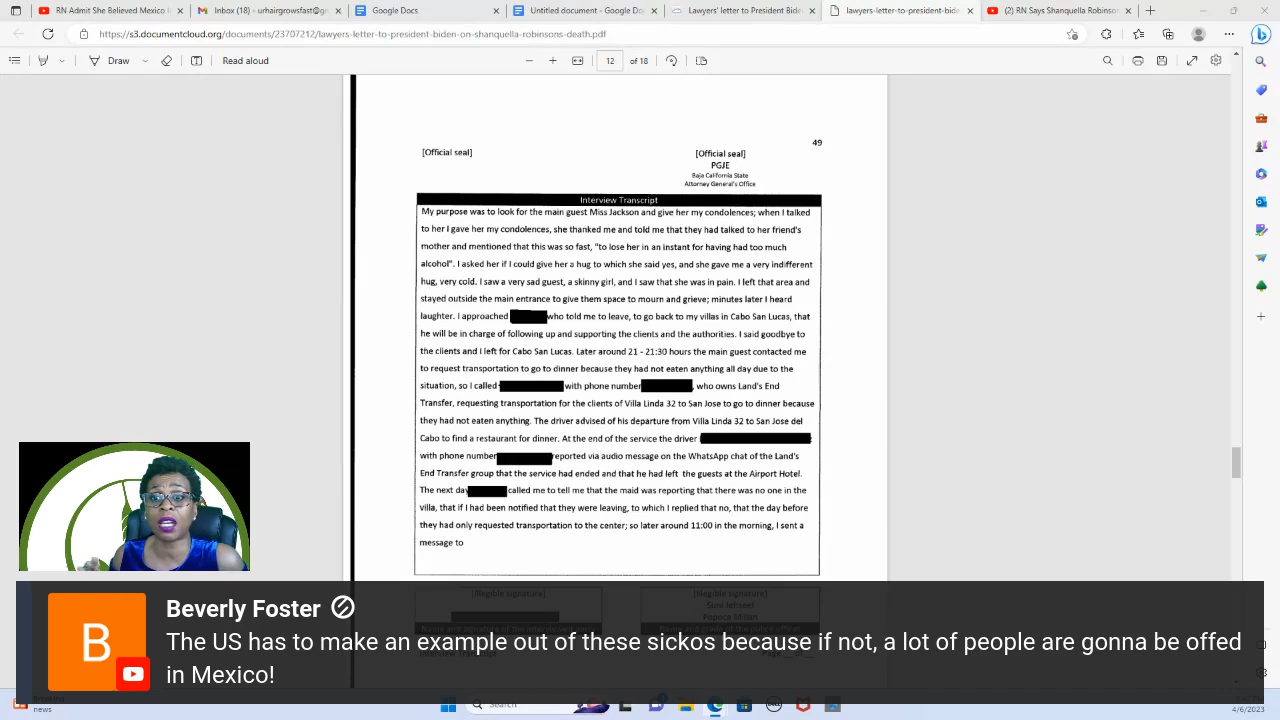 RN Says She Believed Mexico
Inbox (2) - uhairgrowsfast@gm
Google Docs
Untitled document - Google Doc
Lawyers' letter to President Bide
lawyers-letter-to-president-bid
(2) RN Says Shanquella Robinson
https://s3.documentcloud.org/documents/23707212/lawyers-letter-to-president-biden-on-shanquella-robinsons-death.pdf
Draw
Read aloud
12 of 18
49
[Official seal]
[Official seal]
PGJE
Baja California State
Attorney General's Office
Interview Transcript
My purpose was to look for the main guest Miss Jackson and give her my condolences; when I talked
to her I gave her my condolences, she thanked me and told me that they had talked to her friend's
mother and mentioned that this was so fast, "to lose her in an instant for having had too much
alcohol". I asked her if I could give her a hug to which she said yes, and she gave me a very indifferent
hug, very cold. I saw a very sad guest, a skinny girl, and I saw that she was in pain. I left that area and
stayed outside the main entrance to give them space to mourn and grieve; minutes later I heard
laughter. I approached who told me to leave, to go back to my villas in Cabo San Lucas, that
he will be in charge of following up and supporting the clients and the authorities. I said goodbye to
the clients and I left for Cabo San Lucas. Later around 21 - 21:30 hours the main guest contacted me
to request transportation to go to dinner because they had not eaten anything all day due to the
situation, so I called with phone number , who owns Land's End
Transfer, requesting transportation for the clients of Villa Linda 32 to San Jose to go to dinner because
they had not eaten anything. The driver advised of his departure from Villa Linda 32 to San Jose del
Cabo to find a restaurant for dinner. At the end of the service the driver
with phone number reported via audio message on the WhatsApp chat of the Land's
End Transfer group that the service had ended and that he had left the guests at the Airport Hotel.
The next day called me to tell me that the maid was reporting that there was no one in the
villa, that if I had been notified that they were leaving, to which I replied that no, that the day before
they had only requested transportation to the center; so later around 11:00 in the morning, I sent a
message to
[Illegible signature]
[Illegible signature]
B
Beverly Foster
The US has to make an example out of these sickos because if not, a lot of people are gonna be offed
in Mexico!
news
Search
4/6/2023